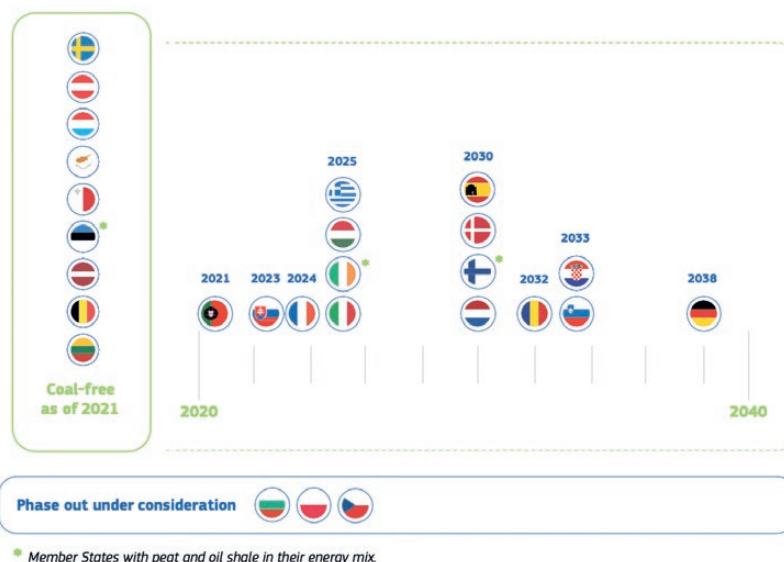 2025
2030
2033
2021
2023
2024
2032
2038
Coal-free
as of 2021
2020
2040
Phase out under consideration
* Member States with peat and oil shale in their energy mix.